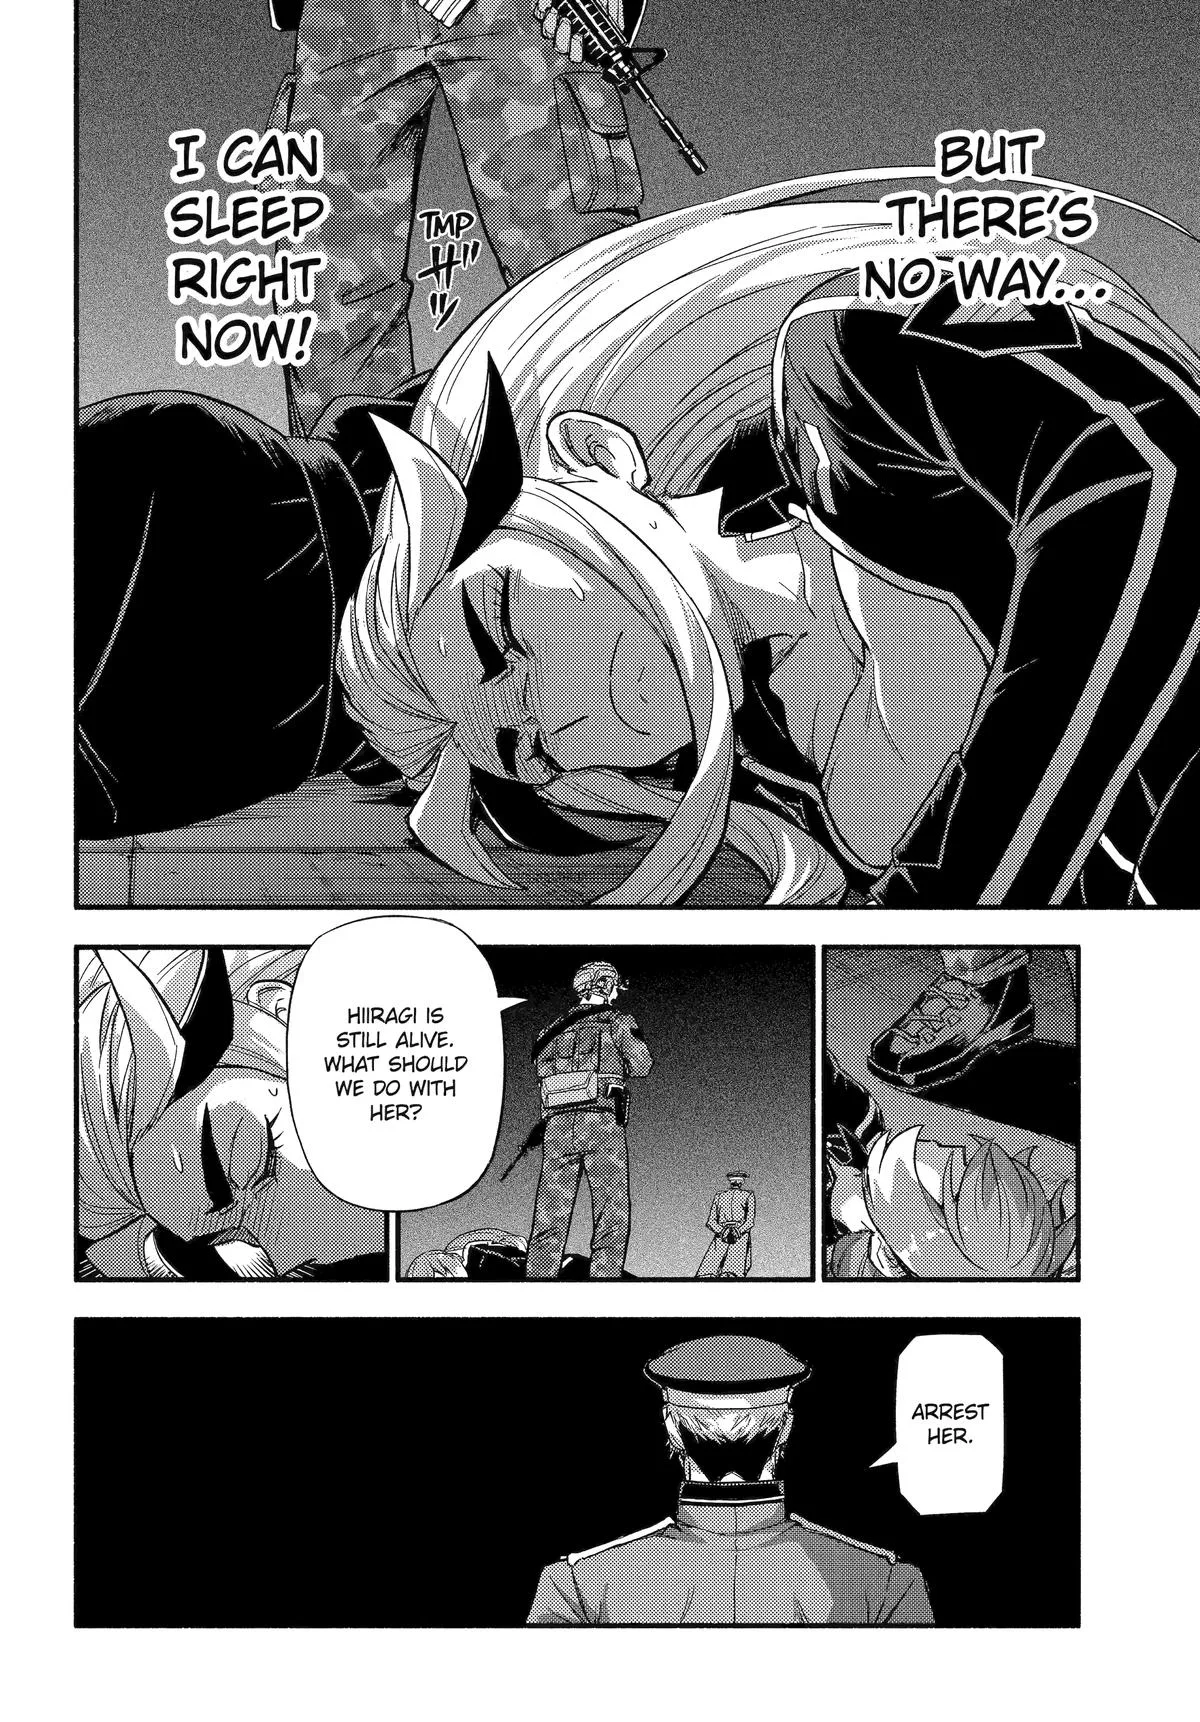 BUT
THERE'S
NO WAY...
I CAN
SLEEP
RIGHT
NOW!
TMP
ザッ
HIIRAGI IS
STILL ALIVE.
WHAT SHOULD
WE DO WITH
HER?
ARREST
HER.